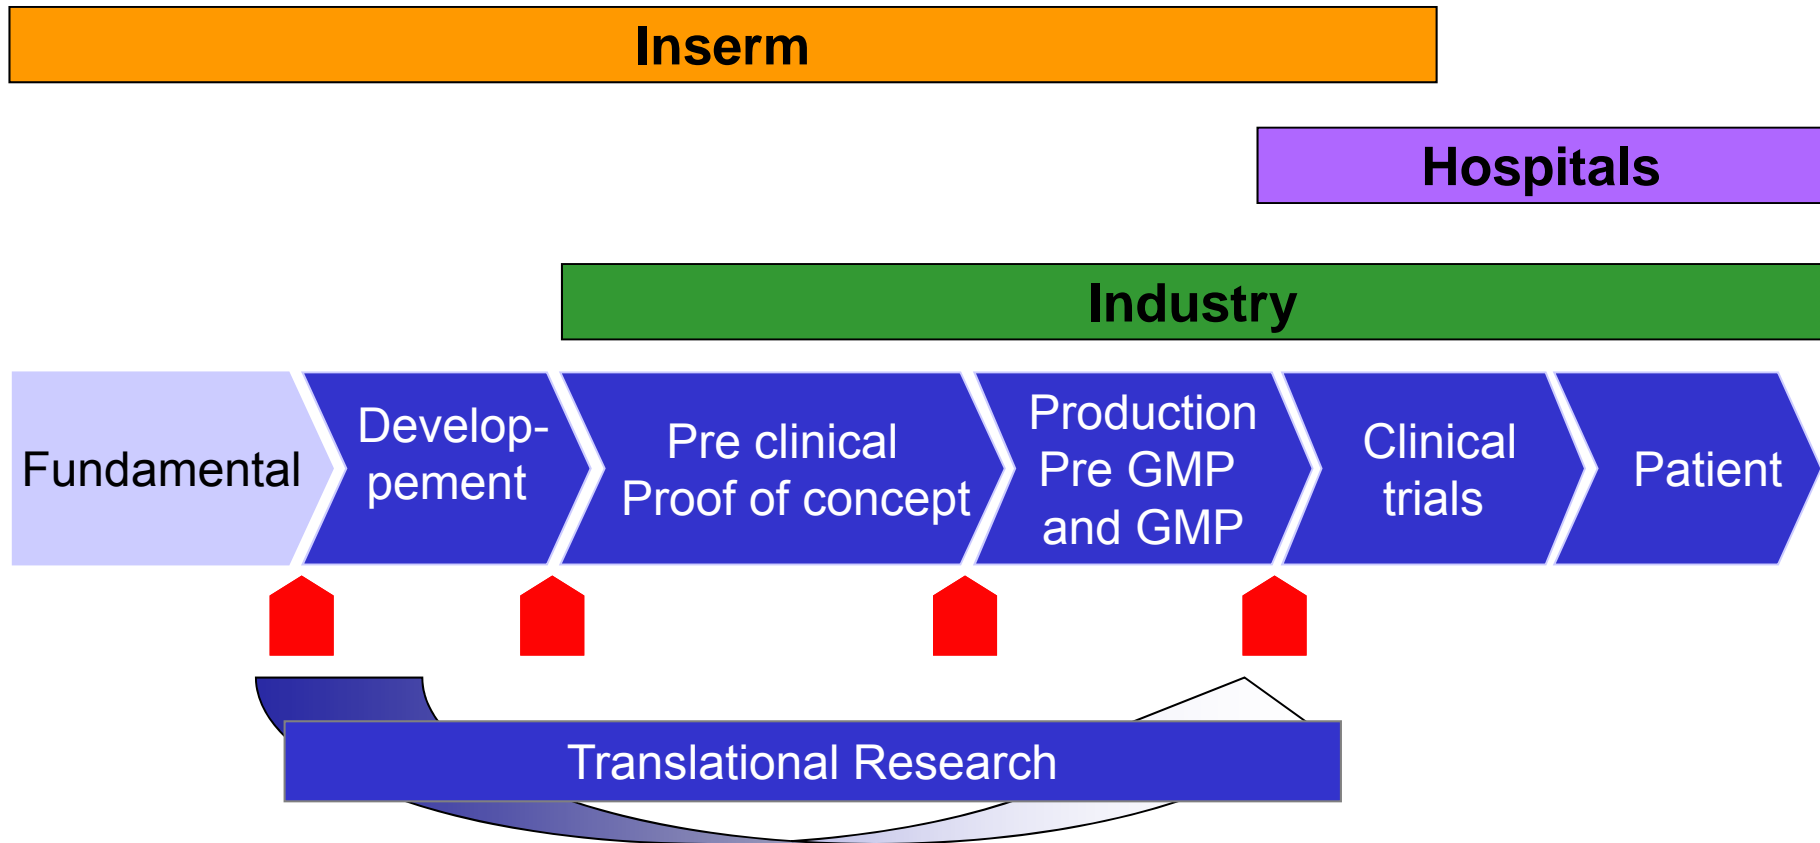 Inserm
Hospitals
Industry
Fundamental
Develop-
pement
Pre clinical
Proof of concept
Production
Pre GMP
and GMP
Clinical
trials
Patient
Translational Research